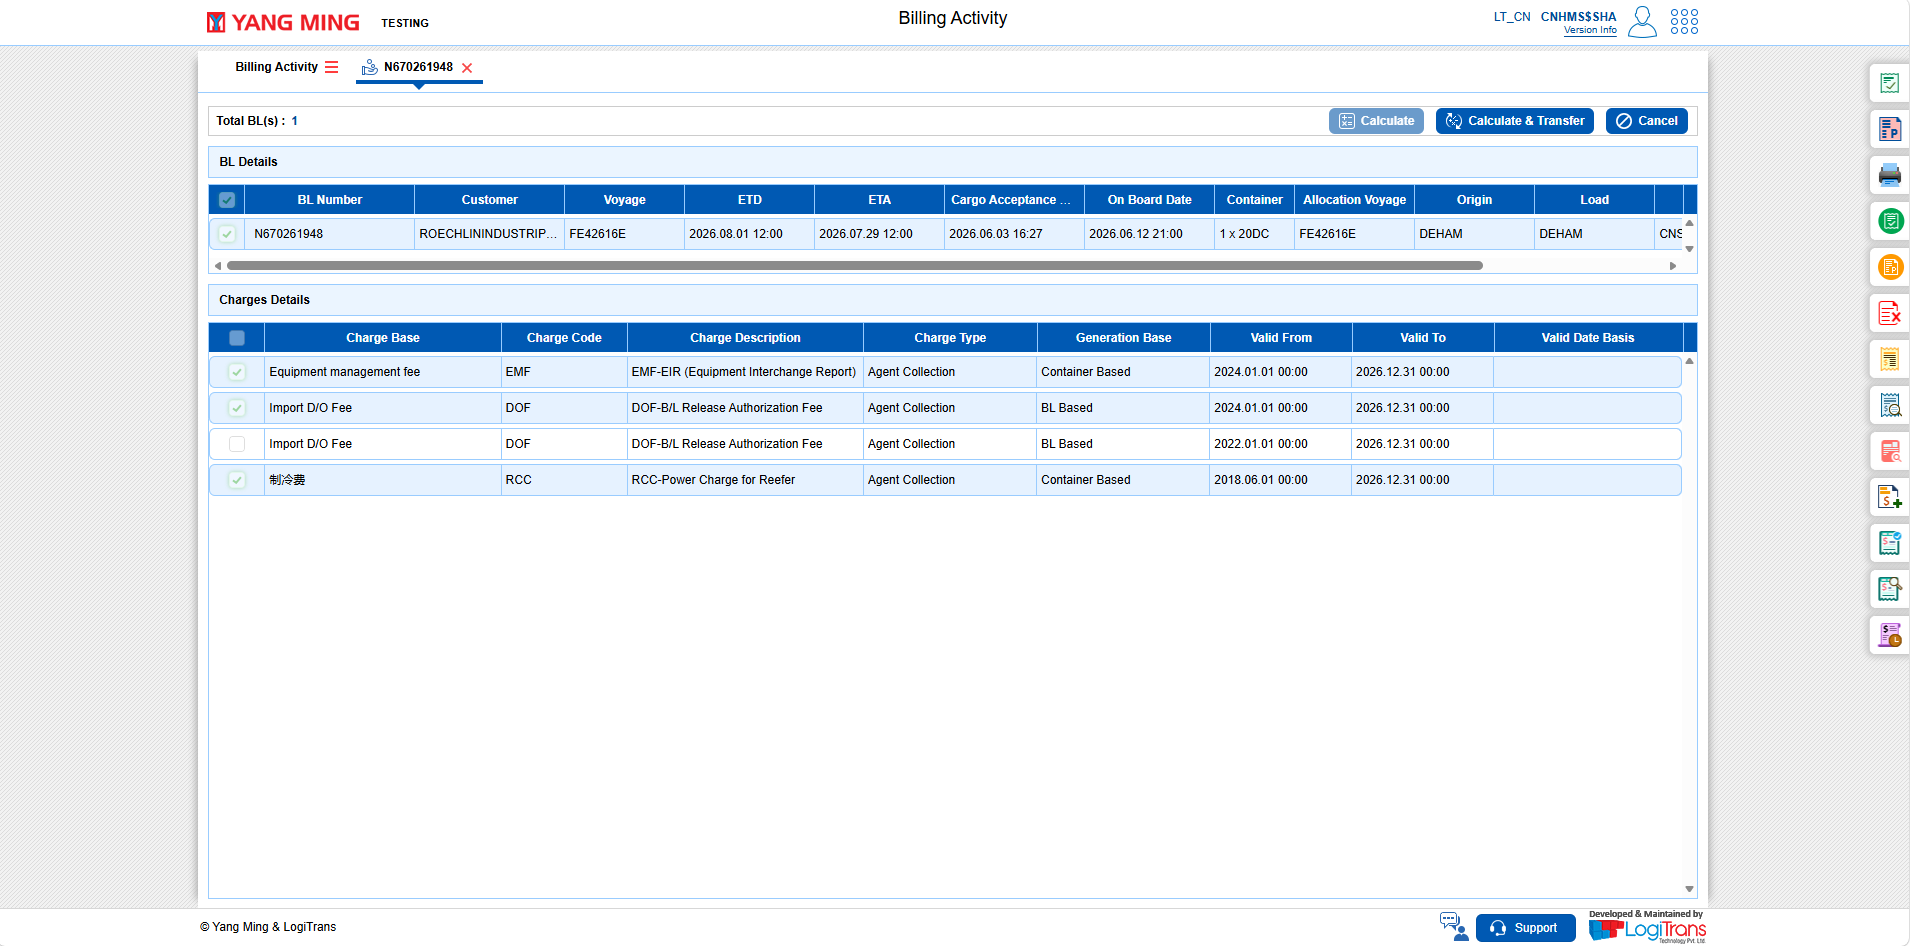 YANG MING TESTING Billing Activity LT_CN CNHMS$SHA
Version Info
Billing Activity N670261948
Total BL(s) : 1 Calculate Calculate & Transfer Cancel
BL Details
BL Number Customer Voyage ETD ETA Cargo Acceptance ... On Board Date Container Allocation Voyage Origin Load
N670261948 ROECHLININDUSTRIP... FE42616E 2026.08.01 12:00 2026.07.29 12:00 2026.06.03 16:27 2026.06.12 21:00 1 x 20DC FE42616E DEHAM DEHAM CNS
Charges Details
Charge Base Charge Code Charge Description Charge Type Generation Base Valid From Valid To Valid Date Basis
Equipment management fee EMF EMF-EIR (Equipment Interchange Report) Agent Collection Container Based 2024.01.01 00:00 2026.12.31 00:00
Import D/O Fee DOF DOF-B/L Release Authorization Fee Agent Collection BL Based 2024.01.01 00:00 2026.12.31 00:00
Import D/O Fee DOF DOF-B/L Release Authorization Fee Agent Collection BL Based 2022.01.01 00:00 2026.12.31 00:00
制冷费 RCC RCC-Power Charge for Reefer Agent Collection Container Based 2018.06.01 00:00 2026.12.31 00:00
© Yang Ming & LogiTrans Support
Developed & Maintained by
LogiTrans
Technology Pvt. Ltd.